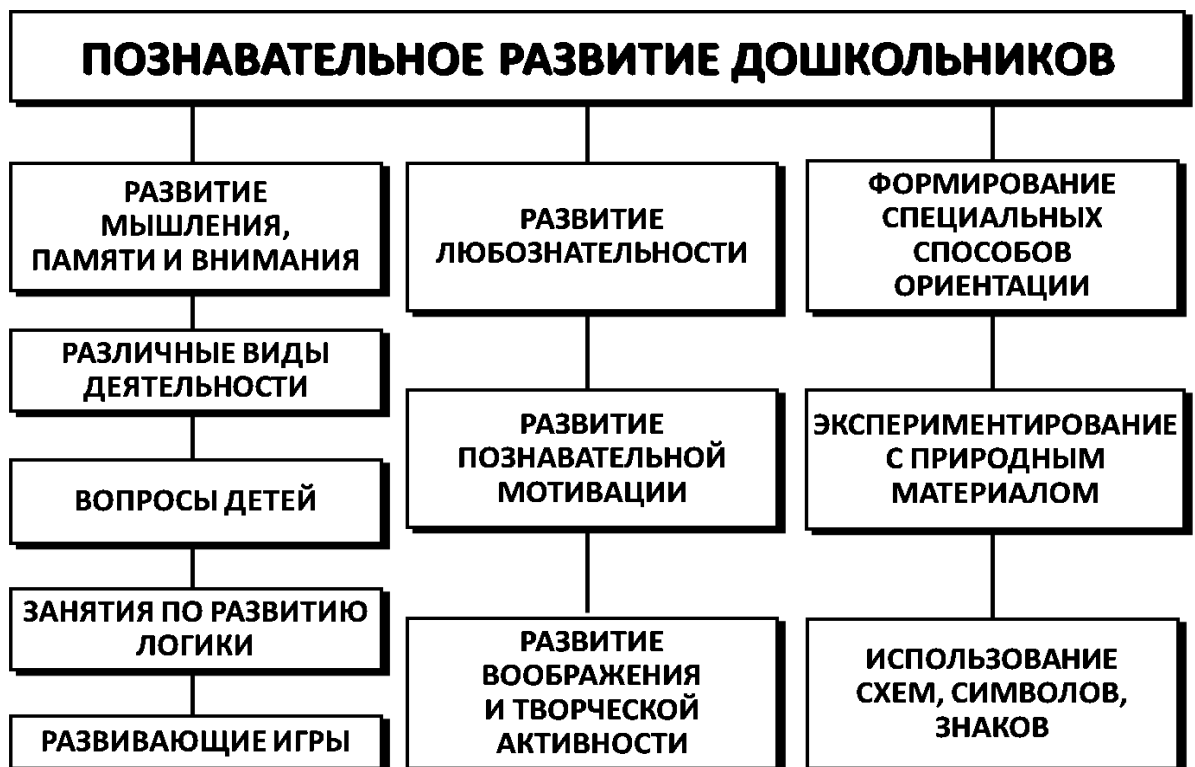 ПОЗНАВАТЕЛЬНОЕ РАЗВИТИЕ ДОШКОЛЬНИКОВ
РАЗВИТИЕ
МЫШЛЕНИЯ,
ПАМЯТИ И ВНИМАНИЯ
РАЗЛИЧНЫЕ ВИДЫ
ДЕЯТЕЛЬНОСТИ
ВОПРОСЫ ДЕТЕЙ
ЗАНЯТИЯ ПО РАЗВИТИЮ
ЛОГИКИ
РАЗВИВАЮЩИЕ ИГРЫ
РАЗВИТИЕ
ЛЮБОЗНАТЕЛЬНОСТИ
РАЗВИТИЕ
ПОЗНАВАТЕЛЬНОЙ
МОТИВАЦИИ
РАЗВИТИЕ
ВООБРАЖЕНИЯ
И ТВОРЧЕСКОЙ
АКТИВНОСТИ
ФОРМИРОВАНИЕ
СПЕЦИАЛЬНЫХ
СПОСОБОВ
ОРИЕНТАЦИИ
ЭКСПЕРИМЕНТИРОВАНИЕ
С ПРИРОДНЫМ
МАТЕРИАЛОМ
ИСПОЛЬЗОВАНИЕ
СХЕМ, СИМВОЛОВ,
ЗНАКОВ